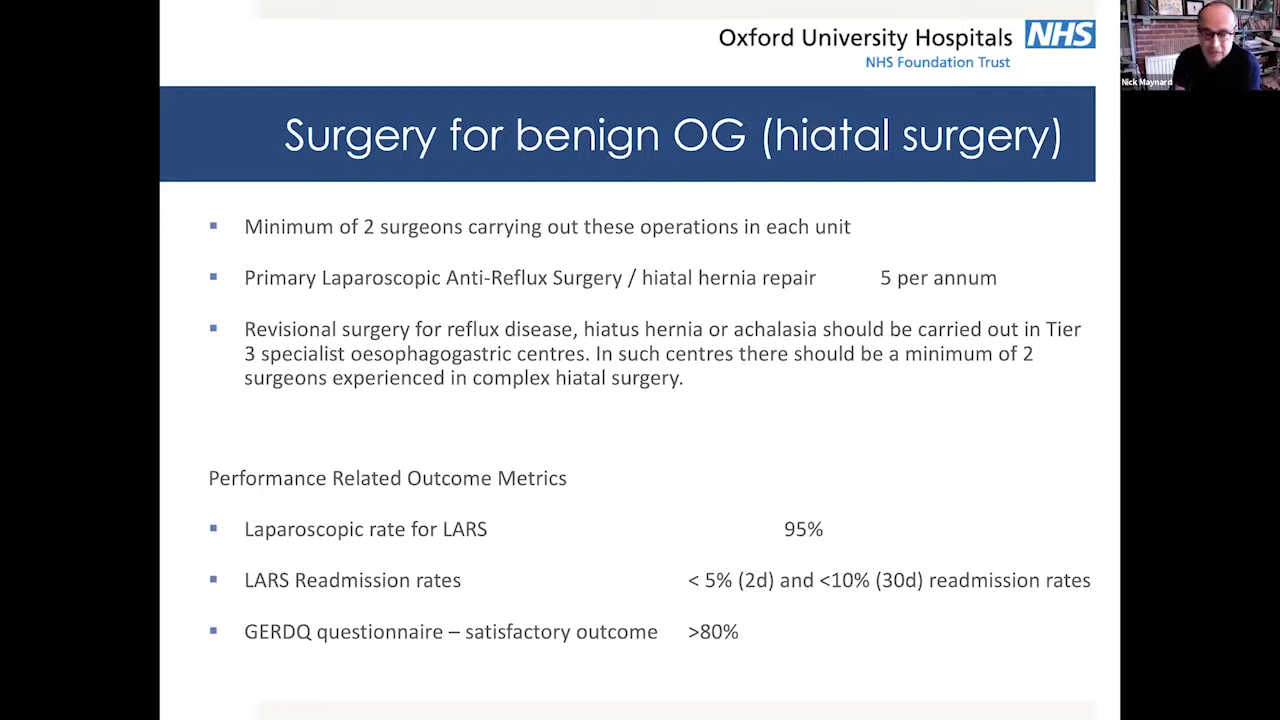 Oxford University Hospitals NHS
NHS Foundation Trust
Nick Maynard
Surgery for benign OG (hiatal surgery)
Minimum of 2 surgeons carrying out these operations in each unit
Primary Laparoscopic Anti-Reflux Surgery / hiatal hernia repair 5 per annum
Revisional surgery for reflux disease, hiatus hernia or achalasia should be carried out in Tier
3 specialist oesophagogastric centres. In such centres there should be a minimum of 2
surgeons experienced in complex hiatal surgery.
Performance Related Outcome Metrics
Laparoscopic rate for LARS 95%
LARS Readmission rates < 5% (2d) and <10% (30d) readmission rates
GERDQ questionnaire – satisfactory outcome >80%